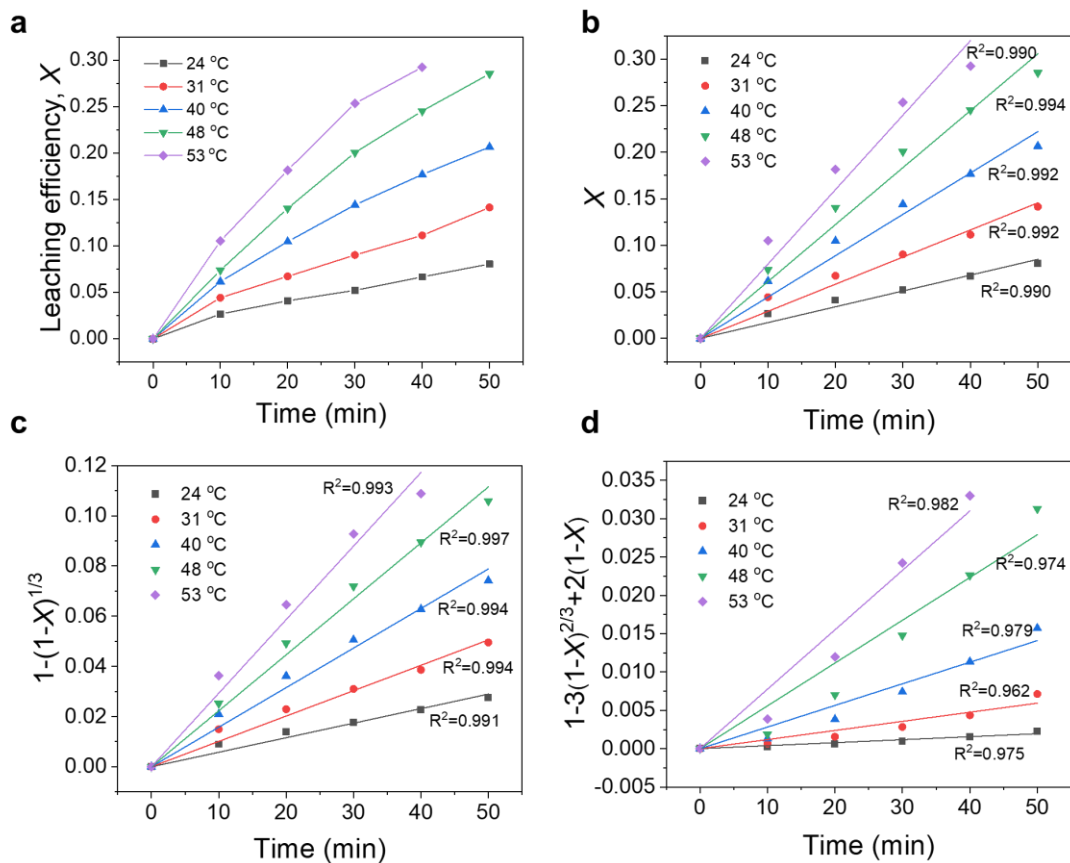 a
Leaching efficiency, X
0.30
0.25
0.20
0.15
0.10
0.05
0.00
24 °C
31 °C
40 °C
48 °C
53 °C
0 10 20 30 40 50
Time (min)
b
X
0.30
0.25
0.20
0.15
0.10
0.05
0.00
24 °C
31 °C
40 °C
48 °C
53 °C
R²=0.990
R²=0.994
R²=0.992
R²=0.992
R²=0.990
0 10 20 30 40 50
Time (min)
c
1-(1-X)^1/3
0.12
0.10
0.08
0.06
0.04
0.02
0.00
24 °C
31 °C
40 °C
48 °C
53 °C
R²=0.993
R²=0.997
R²=0.994
R²=0.994
R²=0.991
0 10 20 30 40 50
Time (min)
d
1-3(1-X)^2/3+2(1-X)
0.035
0.030
0.025
0.020
0.015
0.010
0.005
0.000
-0.005
24 °C
31 °C
40 °C
48 °C
53 °C
R²=0.982
R²=0.974
R²=0.979
R²=0.962
R²=0.975
0 10 20 30 40 50
Time (min)